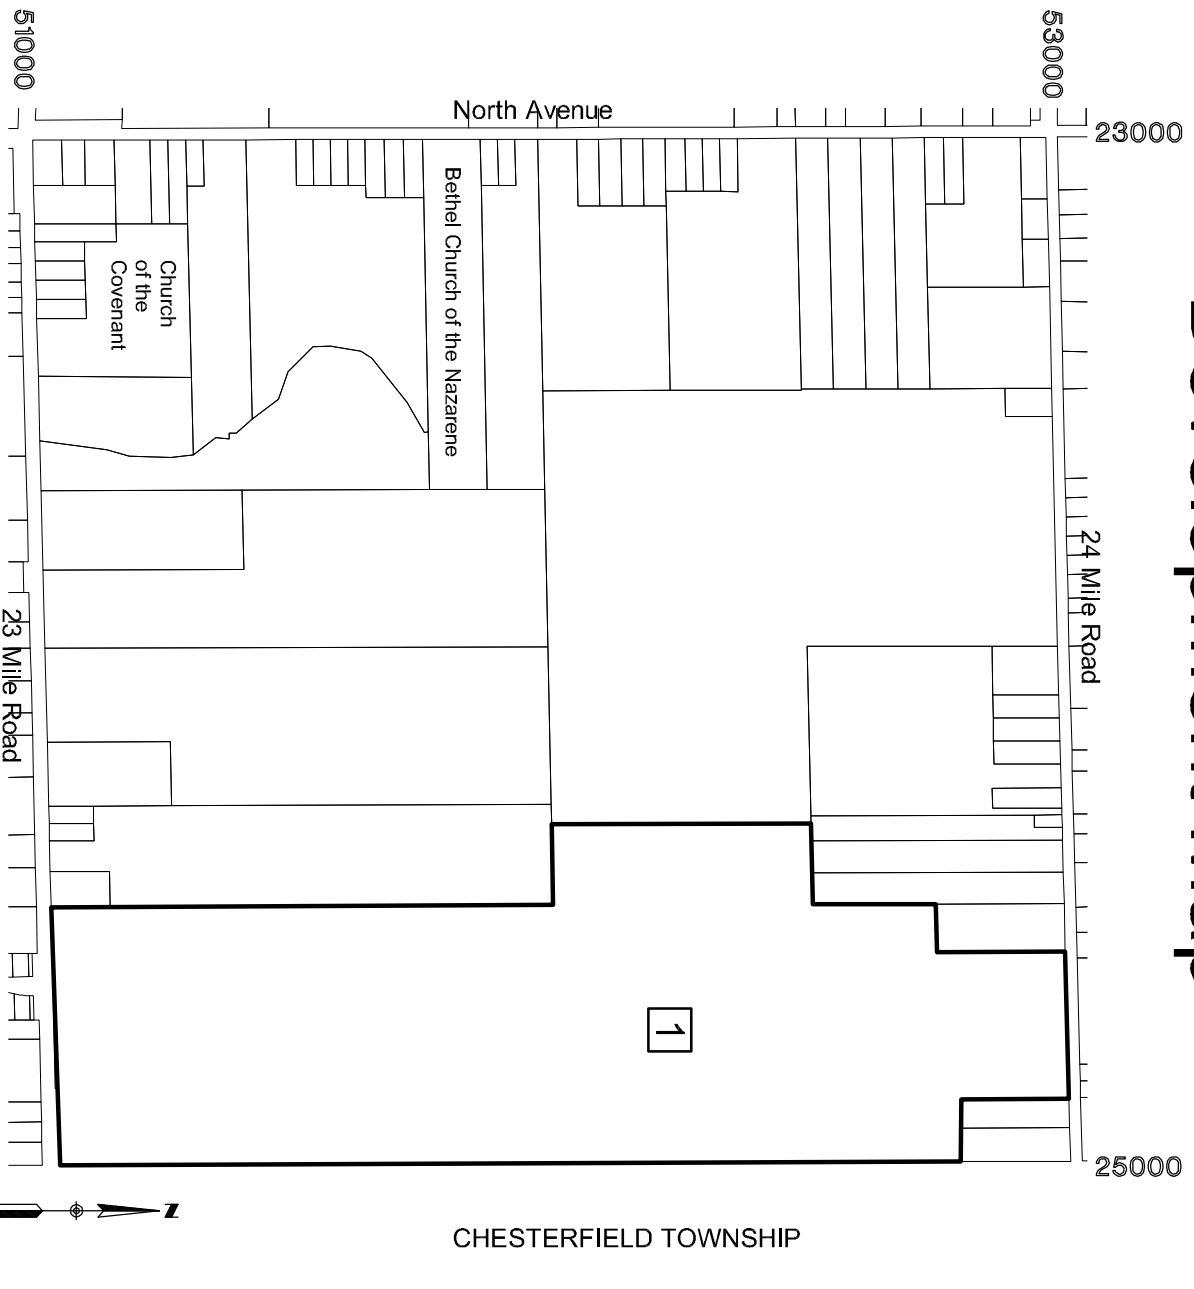 51000
53000
North Avenue
23000
Bethel Church of the Nazarene
Church
of the
Covenant
24 Mile Road
23 Mile Road
1
25000
N
CHESTERFIELD TOWNSHIP